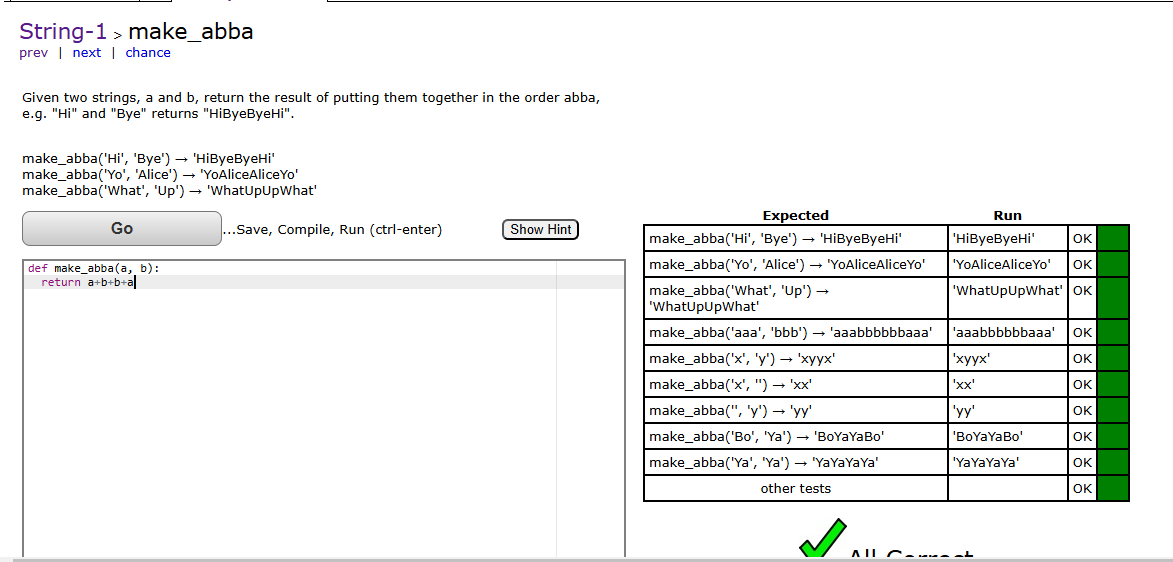 String-1 > make_abba
prev | next | chance
Given two strings, a and b, return the result of putting them together in the order abba,
e.g. "Hi" and "Bye" returns "HiByeByeHi".
make_abba('Hi', 'Bye') → 'HiByeByeHi'
make_abba('Yo', 'Alice') → 'YoAliceAliceYo'
make_abba('What', 'Up') → 'WhatUpUpWhat'
Go ...Save, Compile, Run (ctrl-enter) Show Hint
def make_abba(a, b):
  return a+b+b+a
Expected Run
make_abba('Hi', 'Bye') → 'HiByeByeHi' 'HiByeByeHi' OK
make_abba('Yo', 'Alice') → 'YoAliceAliceYo' 'YoAliceAliceYo' OK
make_abba('What', 'Up') → 'WhatUpUpWhat' OK
'WhatUpUpWhat'
make_abba('aaa', 'bbb') → 'aaabbbbbbaaa' 'aaabbbbbbaaa' OK
make_abba('x', 'y') → 'xyyx' 'xyyx' OK
make_abba('x', '') → 'xx' 'xx' OK
make_abba('', 'y') → 'yy' 'yy' OK
make_abba('Bo', 'Ya') → 'BoYaYaBo' 'BoYaYaBo' OK
make_abba('Ya', 'Ya') → 'YaYaYaYa' 'YaYaYaYa' OK
other tests OK
All Correct